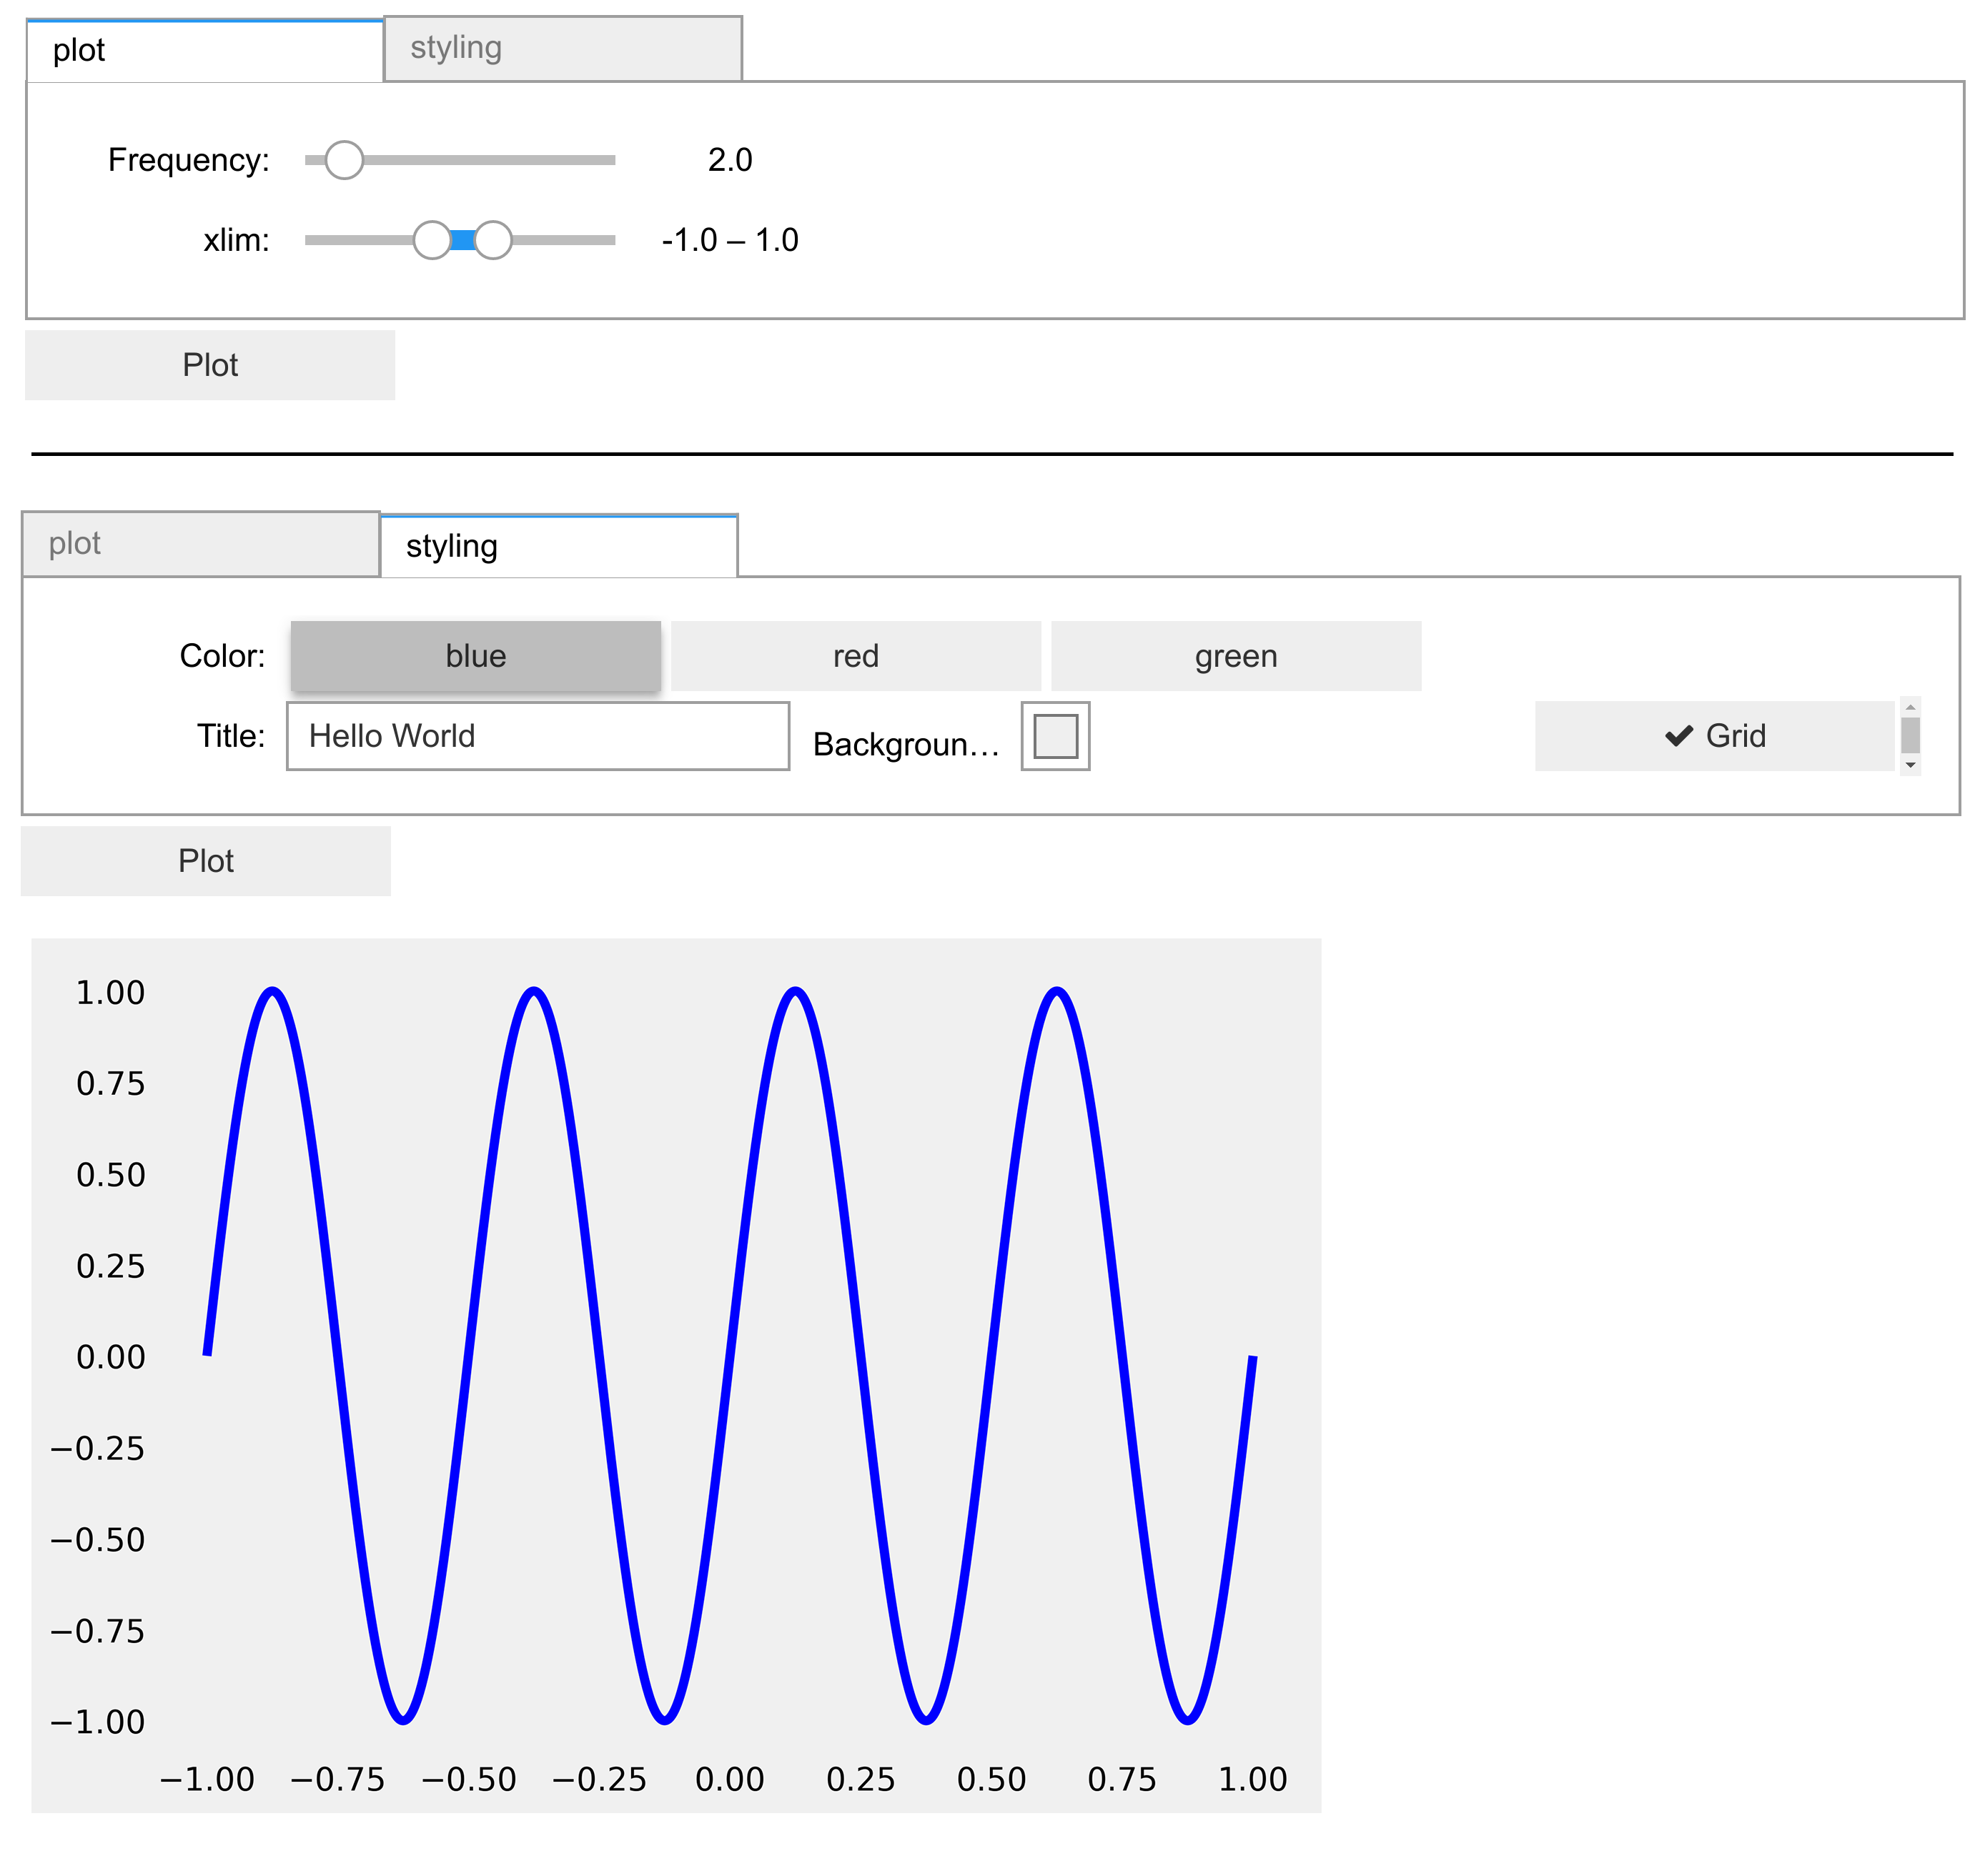 plot styling
Frequency: 2.0
xlim: -1.0 – 1.0
Plot
plot styling
Color: blue red green
Title: Hello World Backgroun… Grid
Plot
1.00
0.75
0.50
0.25
0.00
−0.25
−0.50
−0.75
−1.00
−1.00 −0.75 −0.50 −0.25 0.00 0.25 0.50 0.75 1.00